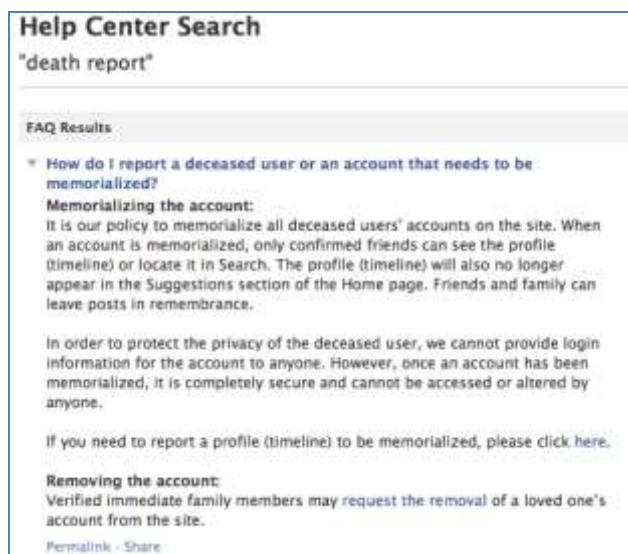 Help Center Search
"death report"
FAQ Results
How do I report a deceased user or an account that needs to be
memorialized?
Memorializing the account:
It is our policy to memorialize all deceased users' accounts on the site. When
an account is memorialized, only confirmed friends can see the profile
(timeline) or locate it in Search. The profile (timeline) will also no longer
appear in the Suggestions section of the Home page. Friends and family can
leave posts in remembrance.
In order to protect the privacy of the deceased user, we cannot provide login
information for the account to anyone. However, once an account has been
memorialized, it is completely secure and cannot be accessed or altered by
anyone.
If you need to report a profile (timeline) to be memorialized, please click here.
Removing the account:
Verified immediate family members may request the removal of a loved one's
account from the site.
Permalink · Share